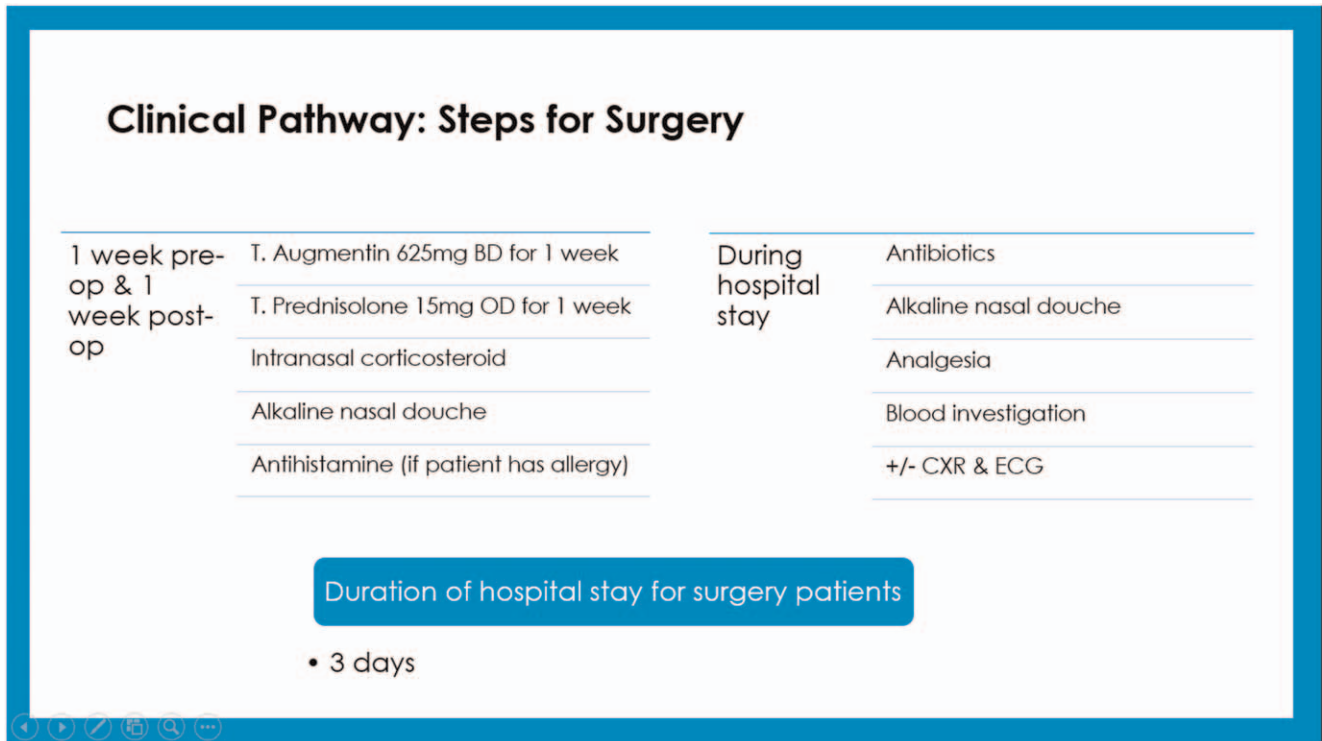 Clinical Pathway: Steps for Surgery
1 week pre-
op & 1
week post-
op
T. Augmentin 625mg BD for 1 week
T. Prednisolone 15mg OD for 1 week
Intranasal corticosteroid
Alkaline nasal douche
Antihistamine (if patient has allergy)
During
hospital
stay
Antibiotics
Alkaline nasal douche
Analgesia
Blood investigation
+/- CXR & ECG
Duration of hospital stay for surgery patients
• 3 days